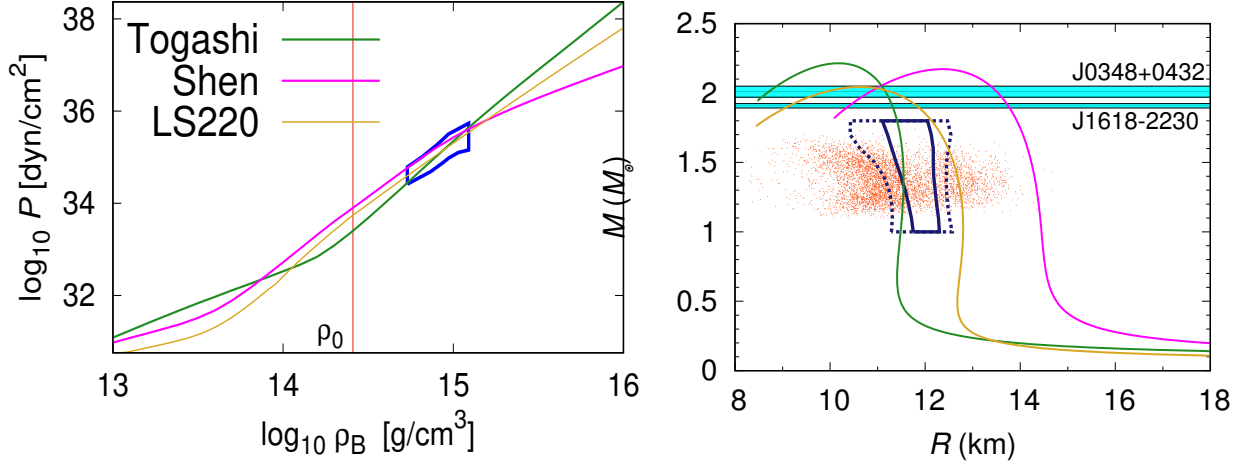 38
36
34
32
13
14
15
16
log₁₀ P [dyn/cm²]
log₁₀ ρB [g/cm³]
Togashi
Shen
LS220
ρ₀
2.5
2
1.5
1
0.5
0
8
10
12
14
16
18
M (M☉)
R (km)
J0348+0432
J1618-2230